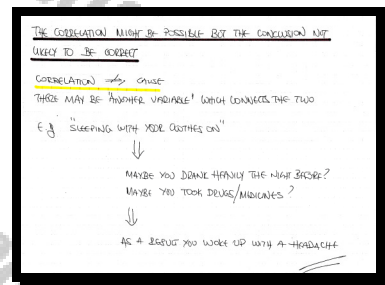 THE CORRELATION MIGHT BE POSSIBLE BUT THE CONCLUSION NOT
LIKELY TO BE CORRECT
CORRELATION ⇏ CAUSE
THERE MAY BE 'ANOTHER VARIABLE' WHICH CONNECTS THE TWO
E.g "SLEEPING WITH YOUR CLOTHES ON"
⇓
MAYBE YOU DRANK HEAVILY THE NIGHT BEFORE?
MAYBE YOU TOOK DRUGS/MEDICINES?
⇓
AS A RESULT YOU WOKE UP WITH A HEADACHE